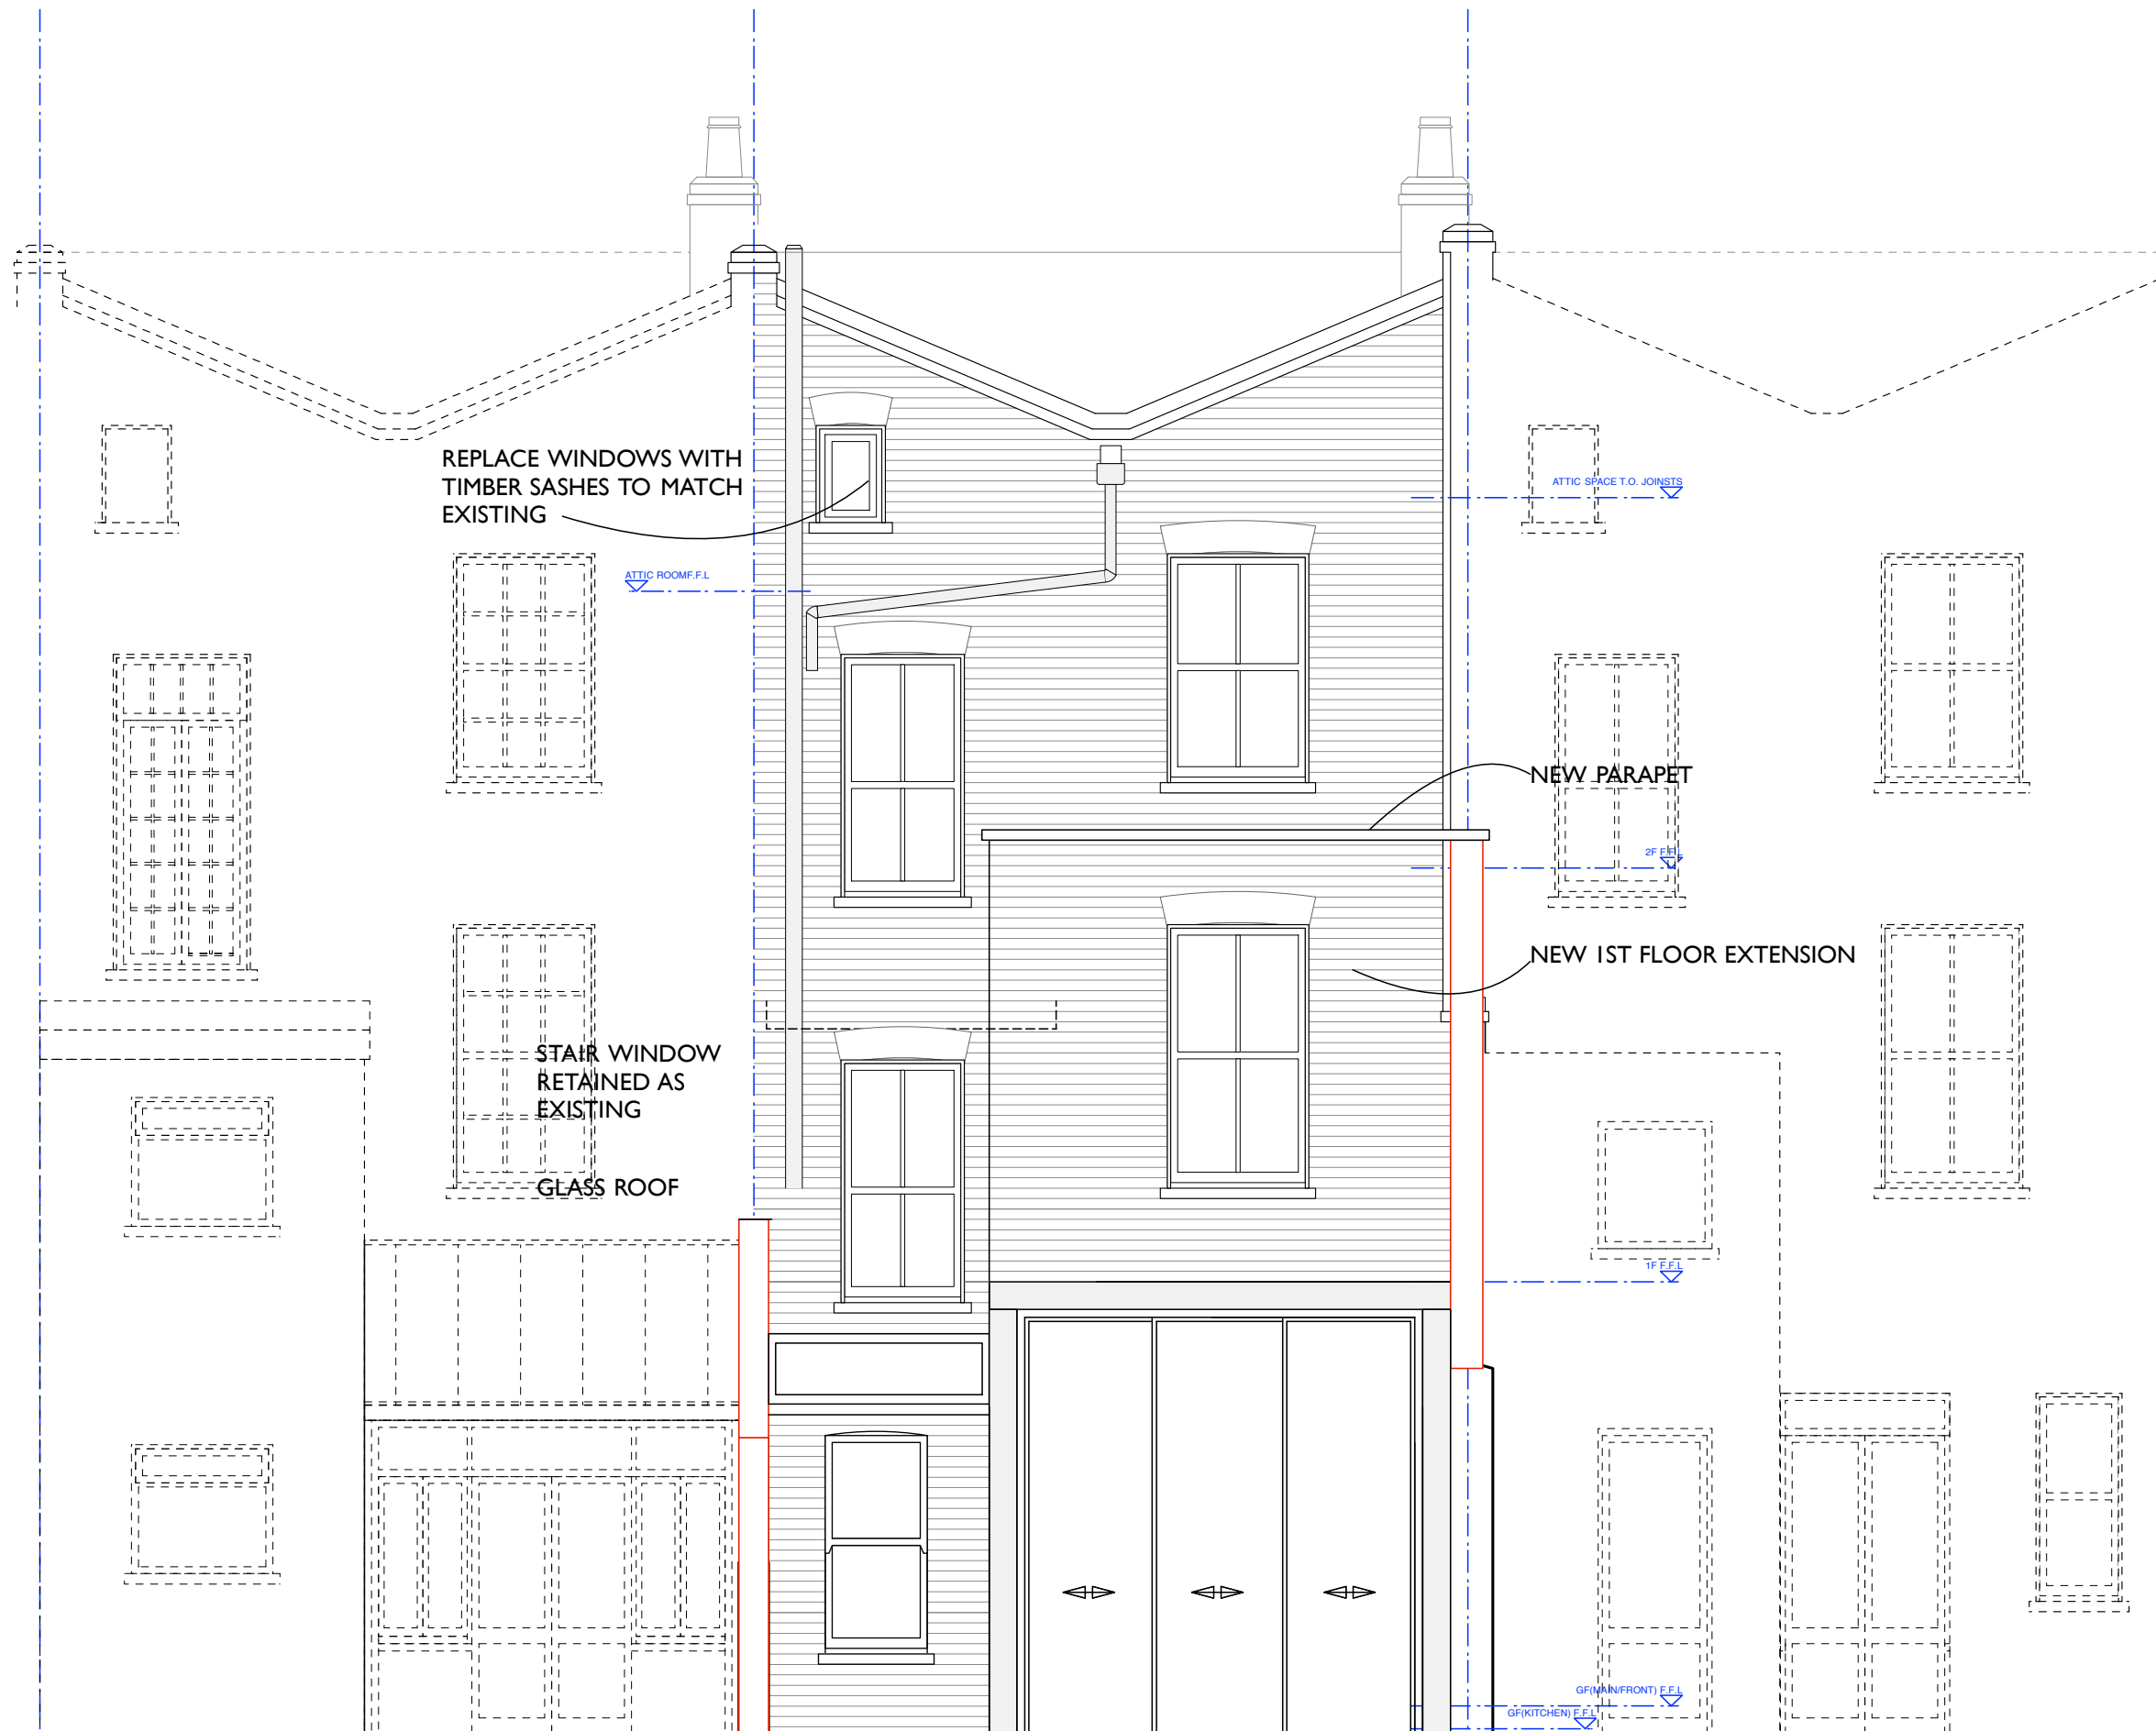 REPLACE WINDOWS WITH
TIMBER SASHES TO MATCH
EXISTING
ATTIC SPACE T.O. JOINSTS
ATTIC ROOMF.F.L
NEW PARAPET
2F F.F.L
NEW 1ST FLOOR EXTENSION
STAIR WINDOW
RETAINED AS
EXISTING
GLASS ROOF
1F F.F.L
GF(MAIN/FRONT) F.F.L
GF(KITCHEN) F.F.L